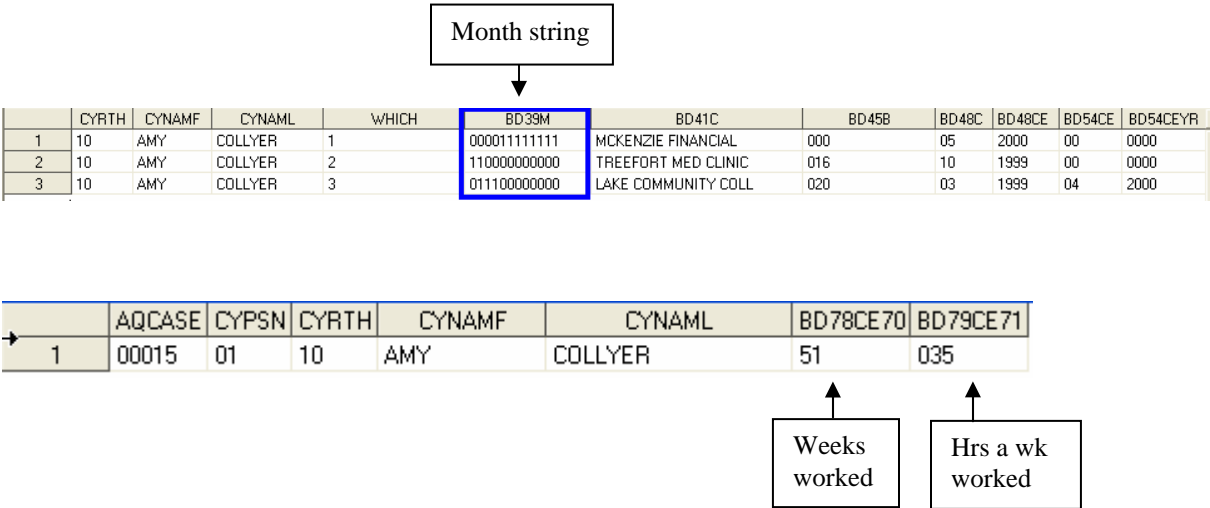 Month string
CYRTH CYNAMF CYNAML WHICH BD39M BD41C BD45B BD48C BD48CE BD54CE BD54CEYR
1 10 AMY COLLYER 1 000011111111 MCKENZIE FINANCIAL 000 05 2000 00 0000
2 10 AMY COLLYER 2 110000000000 TREEFORT MED CLINIC 016 10 1999 00 0000
3 10 AMY COLLYER 3 011100000000 LAKE COMMUNITY COLL 020 03 1999 04 2000
AQCASE CYPSN CYRTH CYNAMF CYNAML BD78CE70 BD79CE71
1 00015 01 10 AMY COLLYER 51 035
Weeks
worked
Hrs a wk
worked